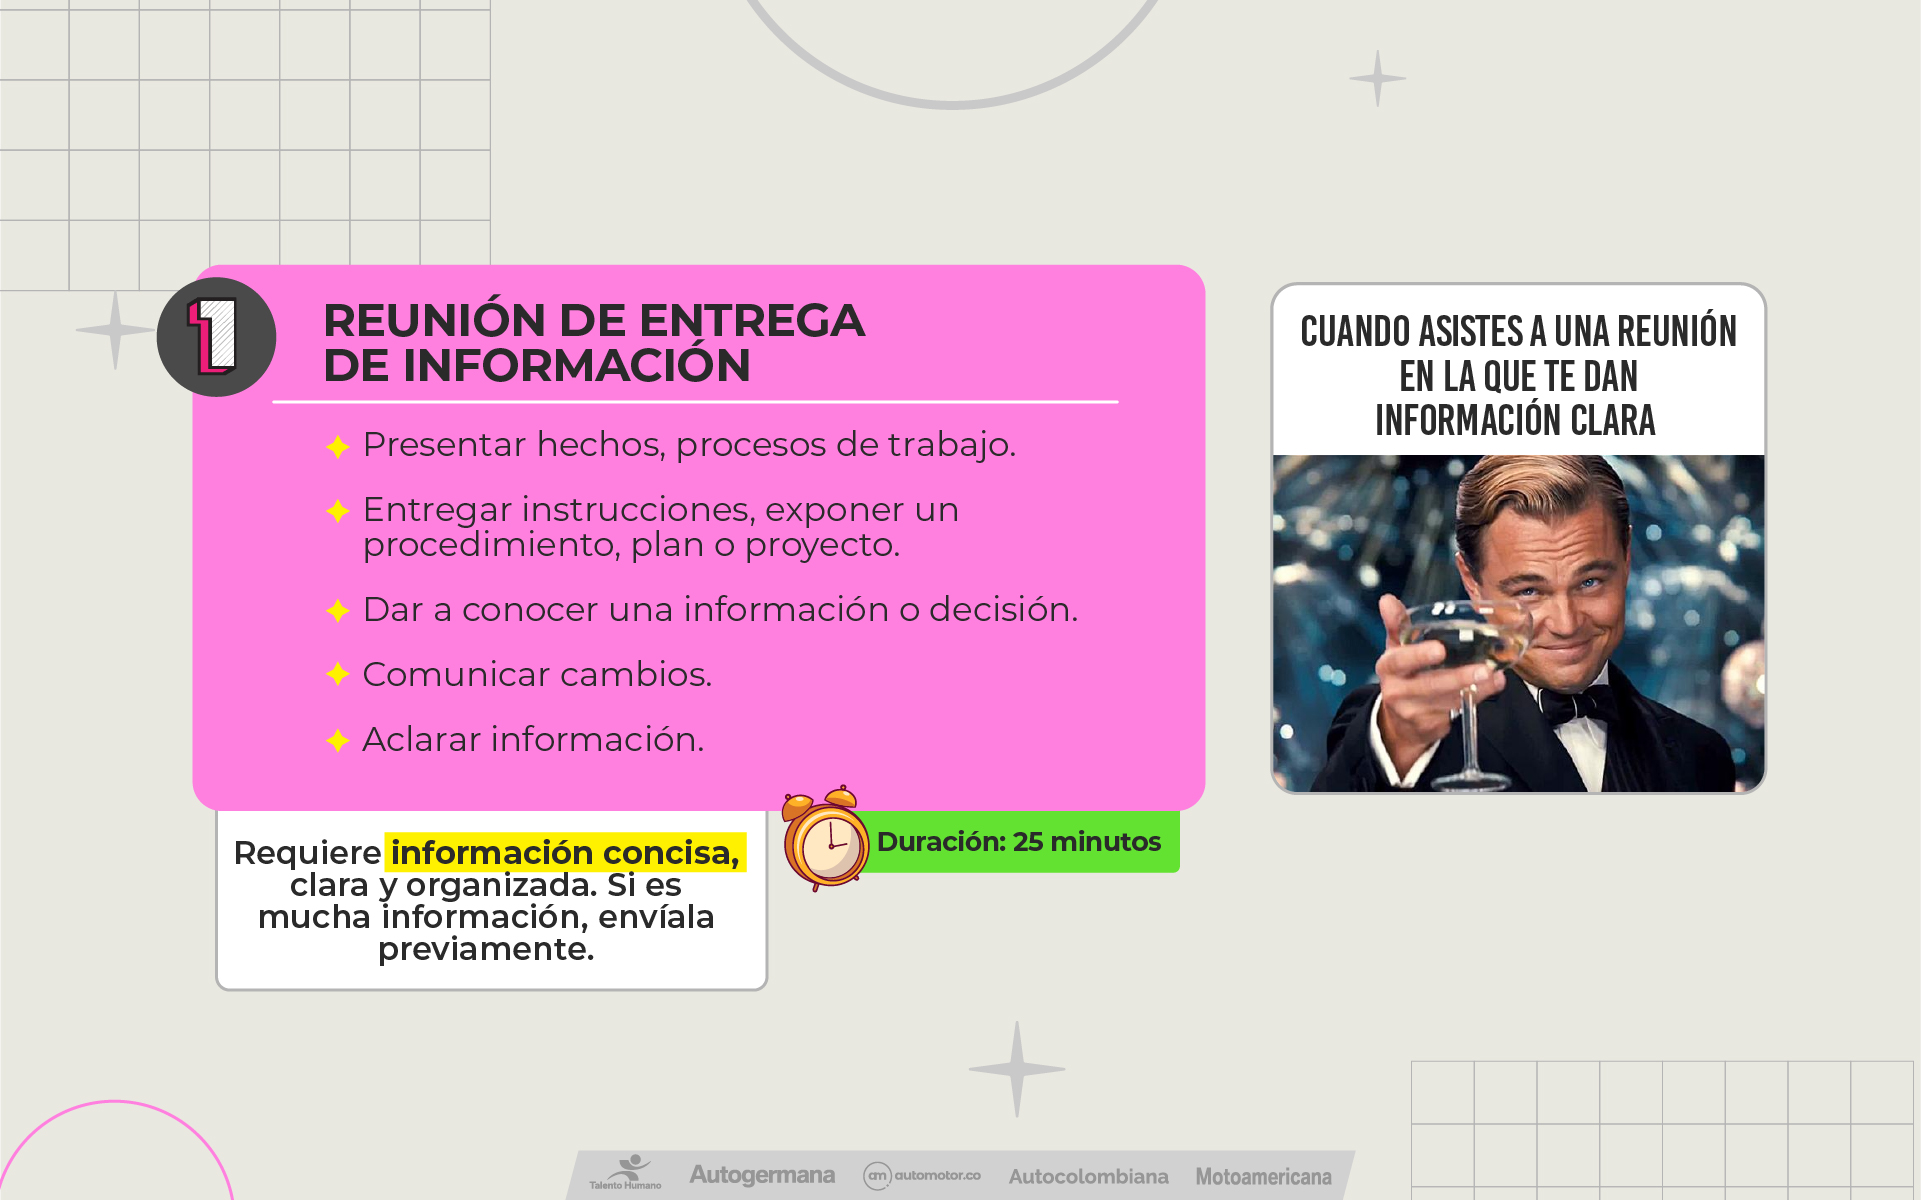 1
REUNIÓN DE ENTREGA
DE INFORMACIÓN
Presentar hechos, procesos de trabajo.
Entregar instrucciones, exponer un
procedimiento, plan o proyecto.
Dar a conocer una información o decisión.
Comunicar cambios.
Aclarar información.
Requiere información concisa,
clara y organizada. Si es
mucha información, envíala
previamente.
Duración: 25 minutos
CUANDO ASISTES A UNA REUNIÓN
EN LA QUE TE DAN
INFORMACIÓN CLARA
Talento Humano
Autogermana
am automotor.co
Autocolombiana
Motoamericana